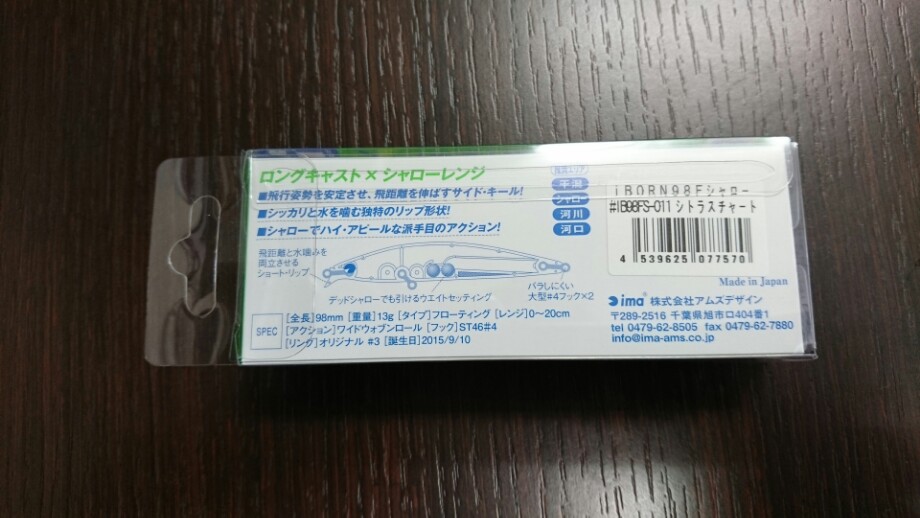 ロングキャスト×シャローレンジ
■飛行姿勢を安定させ、飛距離を伸ばすサイド・キール!
■シッカリと水を噛む独特のリップ形状!
■シャローでハイ・アピールな派手目のアクション!
干潟
シャロー
河川
河口
iBORN98Fシャロー
#IB98FS-011 シトラスチャート
4 539625 077570
飛距離と水噛みを
両立させる
ショート・リップ
デッドシャローでも引けるウエイトセッティング
バラしにくい
大型#4フック×2
Made in Japan
SPEC
[全長]98mm [重量]13g [タイプ]フローティング [レンジ]0〜20cm
[アクション]ワイドウォブンロール [フック]ST46#4
[リング]オリジナル #3 [誕生日]2015/9/10
ima® 株式会社アムズデザイン
〒289-2516 千葉県旭市ロ404番1
tel 0479-62-8505 fax 0479-62-7880
info@ima-ams.co.jp